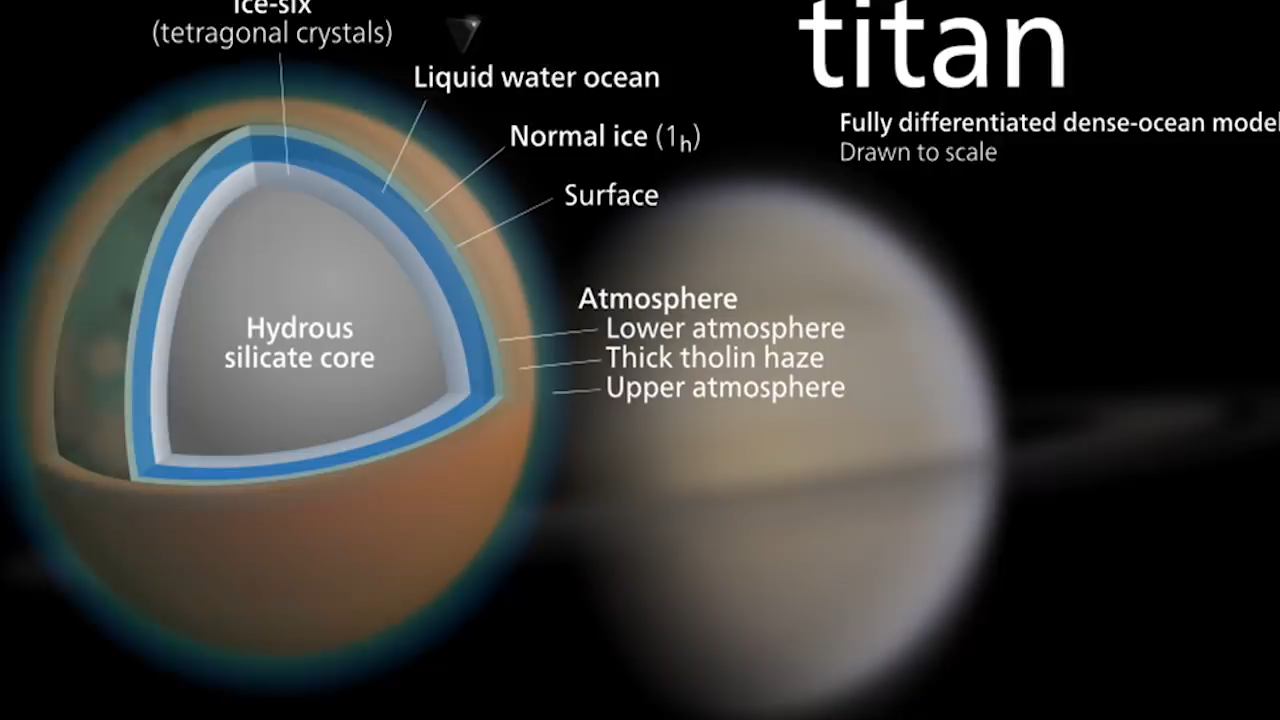 titan
Fully differentiated dense-ocean model
Drawn to scale
Ice-six
(tetragonal crystals)
Liquid water ocean
Normal ice (1h)
Surface
Atmosphere
Lower atmosphere
Thick tholin haze
Upper atmosphere
Hydrous
silicate core